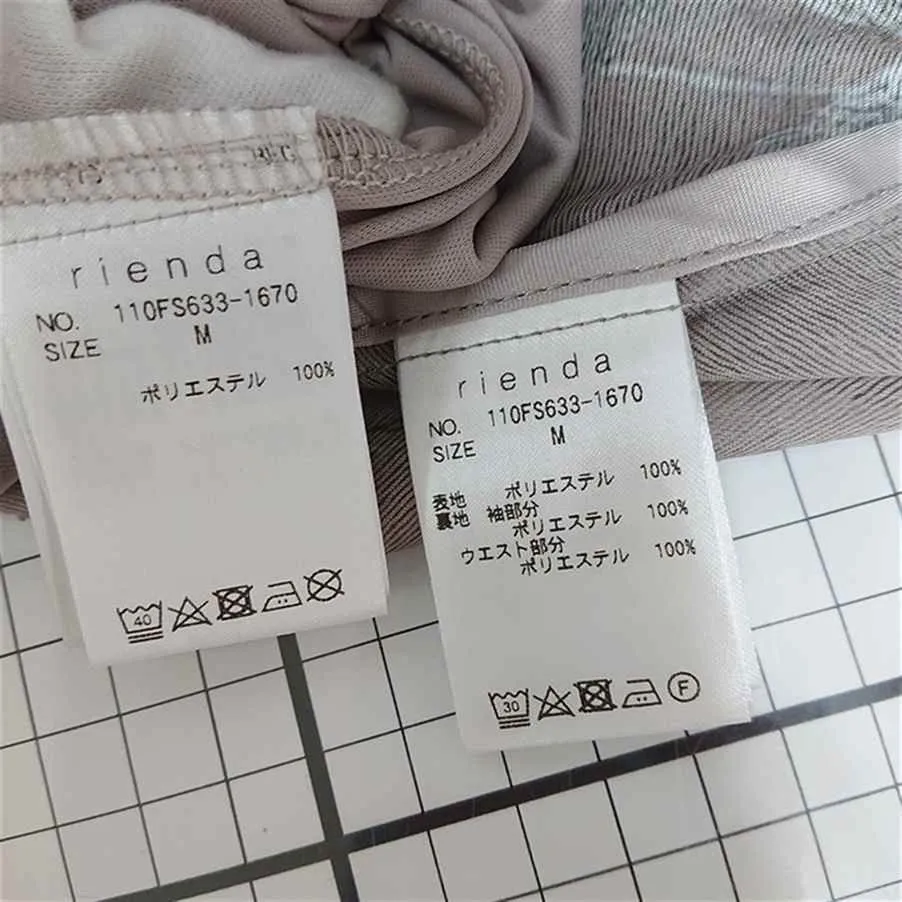 rienda
NO. 110FS633-1670
SIZE M
ポリエステル 100%
40
rienda
NO. 110FS633-1670
SIZE M
表地 ポリエステル 100%
裏地 袖部分
ポリエステル 100%
ウエスト部分
ポリエステル 100%
30
F